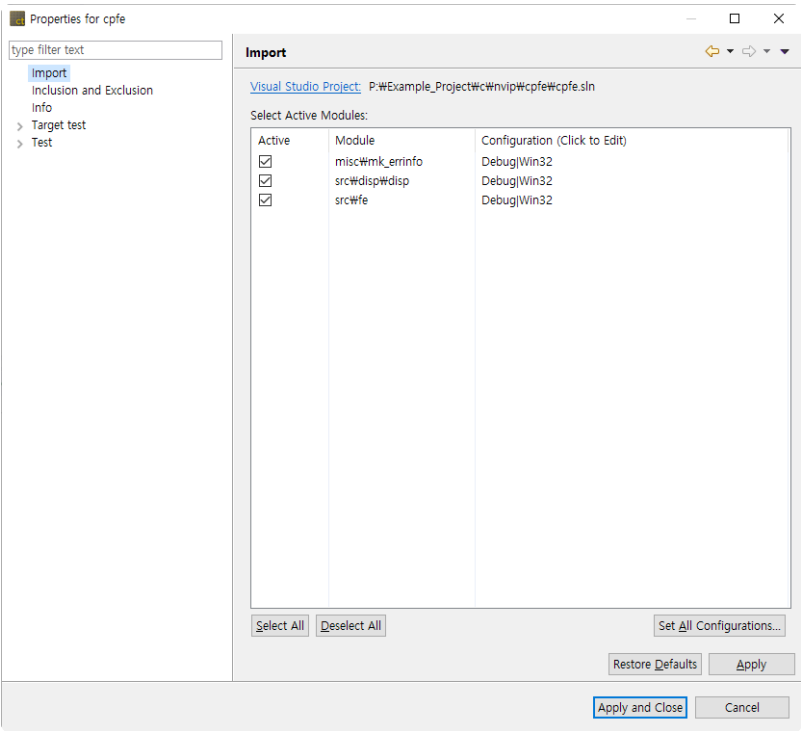 Properties for cpfe
type filter text
Import
Inclusion and Exclusion
Info
Target test
Test
Import
Visual Studio Project: P:₩Example_Project₩c₩nvip₩cpfe₩cpfe.sln
Select Active Modules:
Active Module Configuration (Click to Edit)
misc₩mk_errinfo Debug|Win32
src₩disp₩disp Debug|Win32
src₩fe Debug|Win32
Select All Deselect All Set All Configurations...
Restore Defaults Apply
Apply and Close Cancel